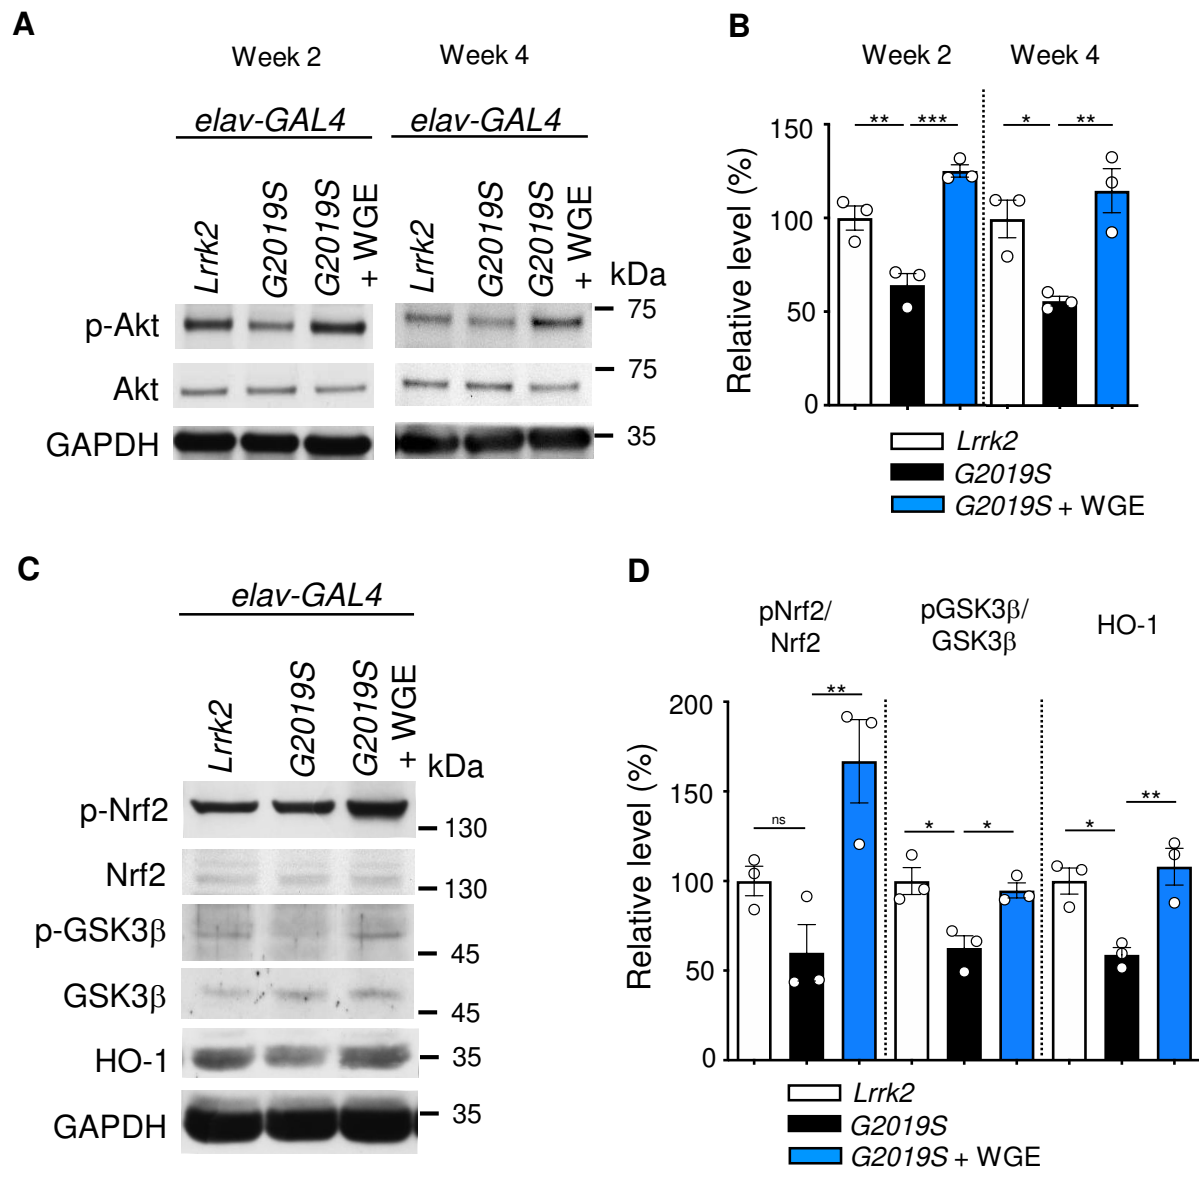 A
Week 2
Week 4
elav-GAL4
elav-GAL4
Lrrk2
G2019S
G2019S
+ WGE
Lrrk2
G2019S
G2019S
+ WGE
kDa
p-Akt
75
Akt
75
GAPDH
35
B
Week 2
Week 4
Relative level (%)
150
100
50
0
**
***
*
**
Lrrk2
G2019S
G2019S + WGE
C
elav-GAL4
Lrrk2
G2019S
G2019S
+ WGE
kDa
p-Nrf2
130
Nrf2
130
p-GSK3β
45
GSK3β
45
HO-1
35
GAPDH
35
D
pNrf2/
Nrf2
pGSK3β/
GSK3β
HO-1
Relative level (%)
200
150
100
50
0
ns
**
*
*
*
**
Lrrk2
G2019S
G2019S + WGE